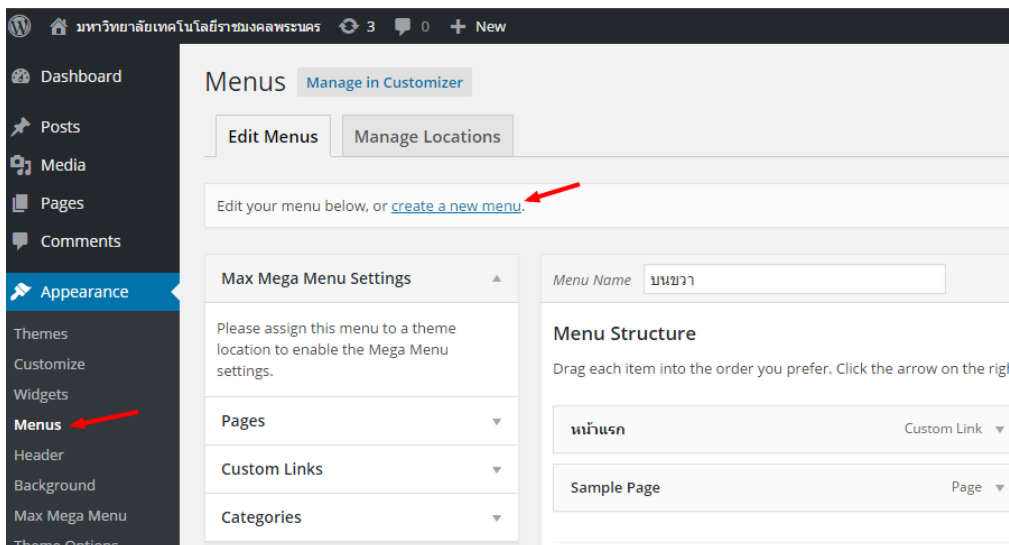 มหาวิทยาลัยเทคโนโลยีราชมงคลพระนคร 3 0 + New
Dashboard
Posts
Media
Pages
Comments
Appearance
Themes
Customize
Widgets
Menus
Header
Background
Max Mega Menu
Theme Options
Menus Manage in Customizer
Edit Menus Manage Locations
Edit your menu below, or create a new menu.
Max Mega Menu Settings
Please assign this menu to a theme
location to enable the Mega Menu
settings.
Pages
Custom Links
Categories
Menu Name บนขวา
Menu Structure
Drag each item into the order you prefer. Click the arrow on the righ
หน้าแรก Custom Link
Sample Page Page